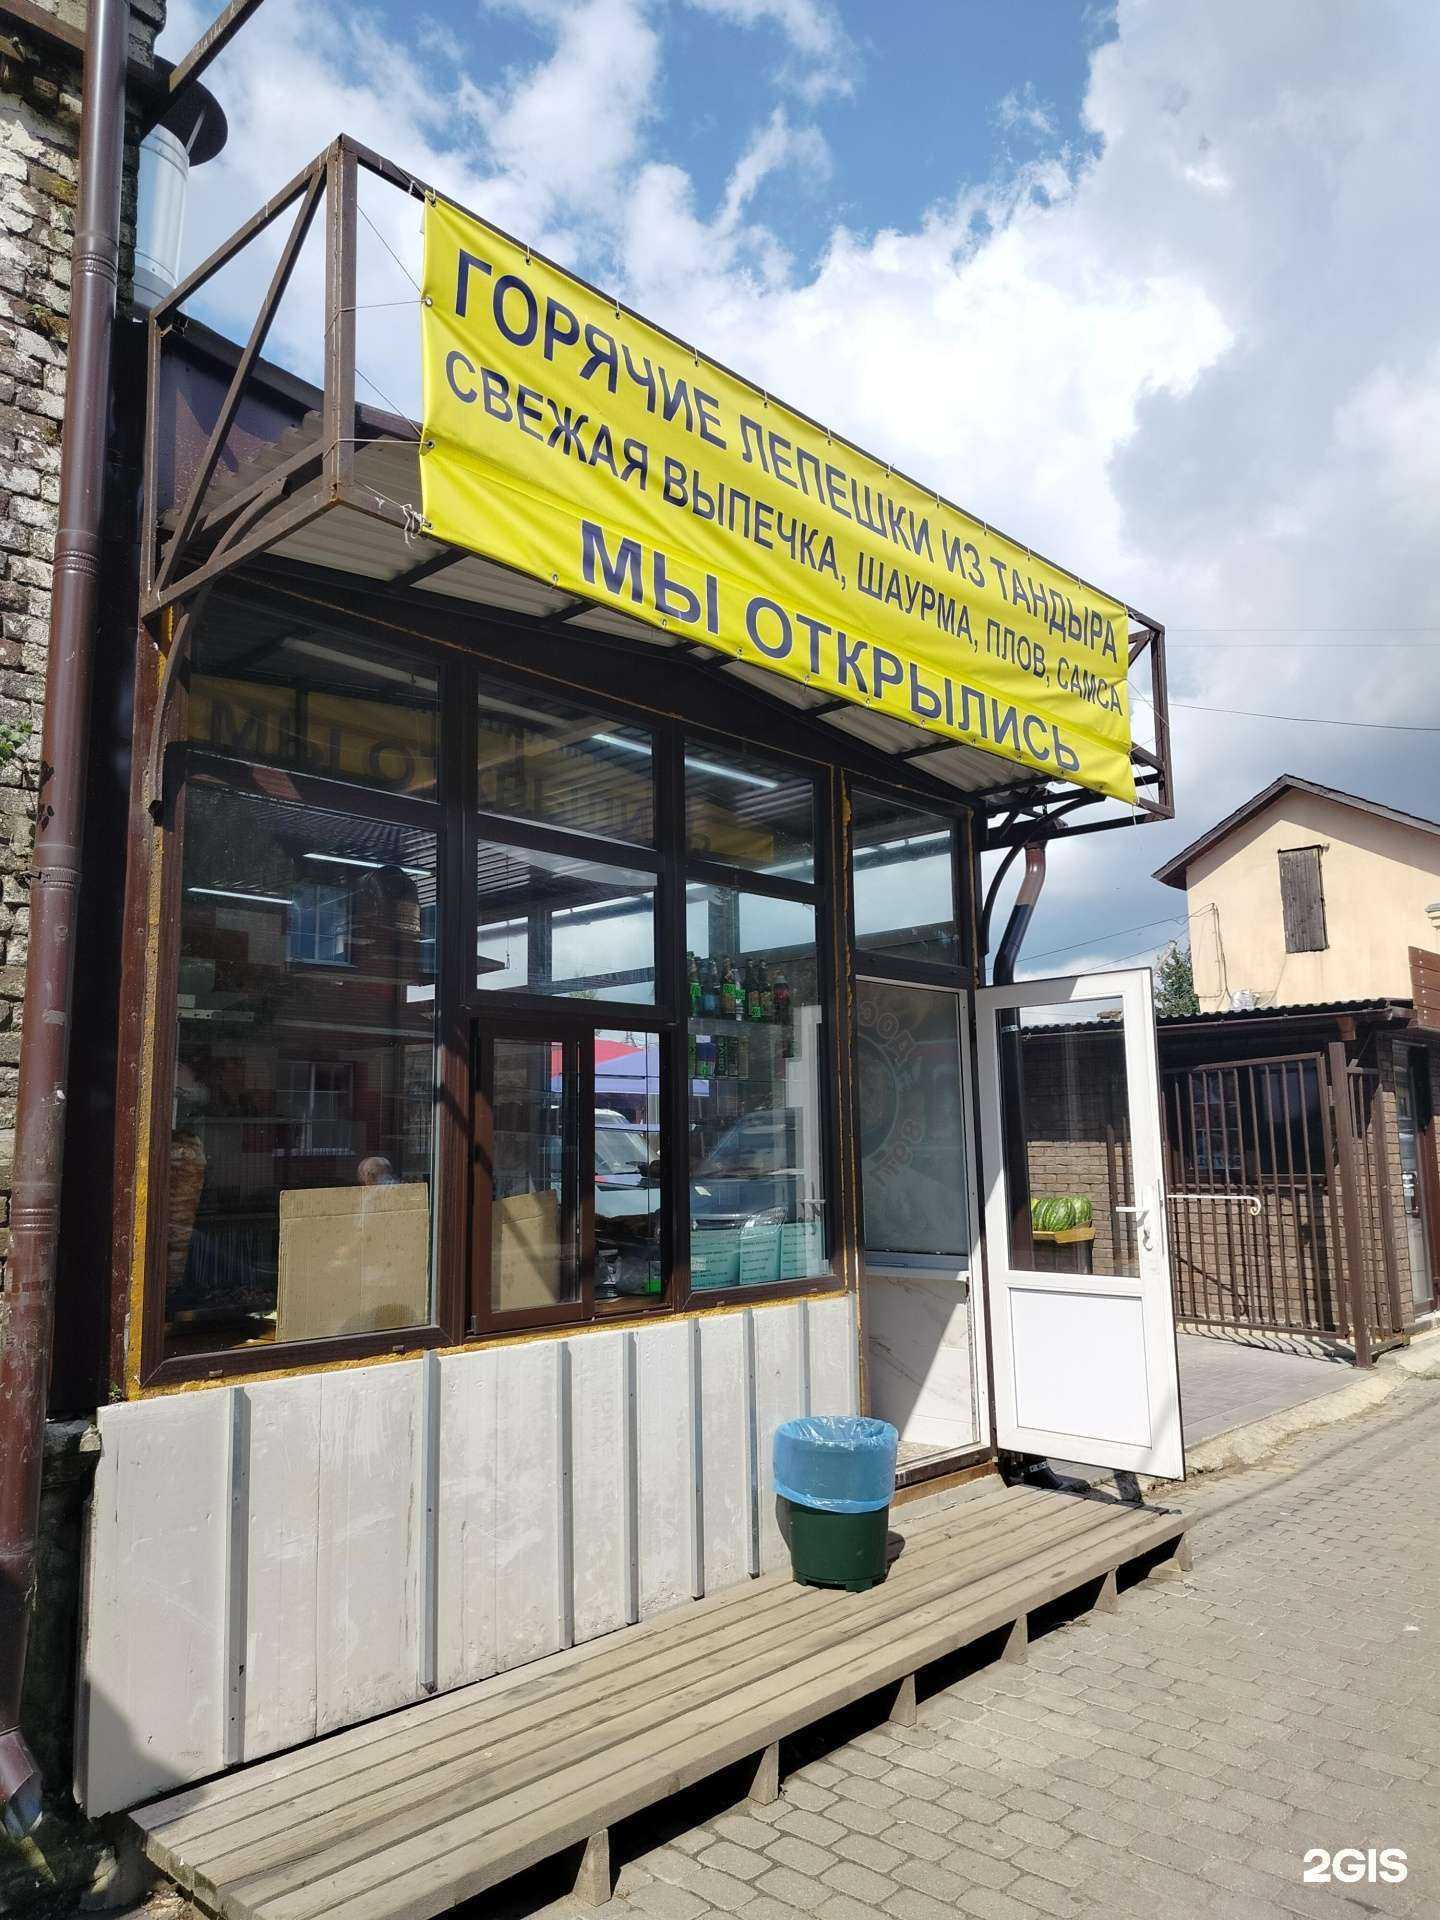 ГОРЯЧИЕ ЛЕПЕШКИ ИЗ ТАНДЫРА
СВЕЖАЯ ВЫПЕЧКА, ШАУРМА, ПЛОВ, САМСА
МЫ ОТКРЫЛИСЬ
2GIS